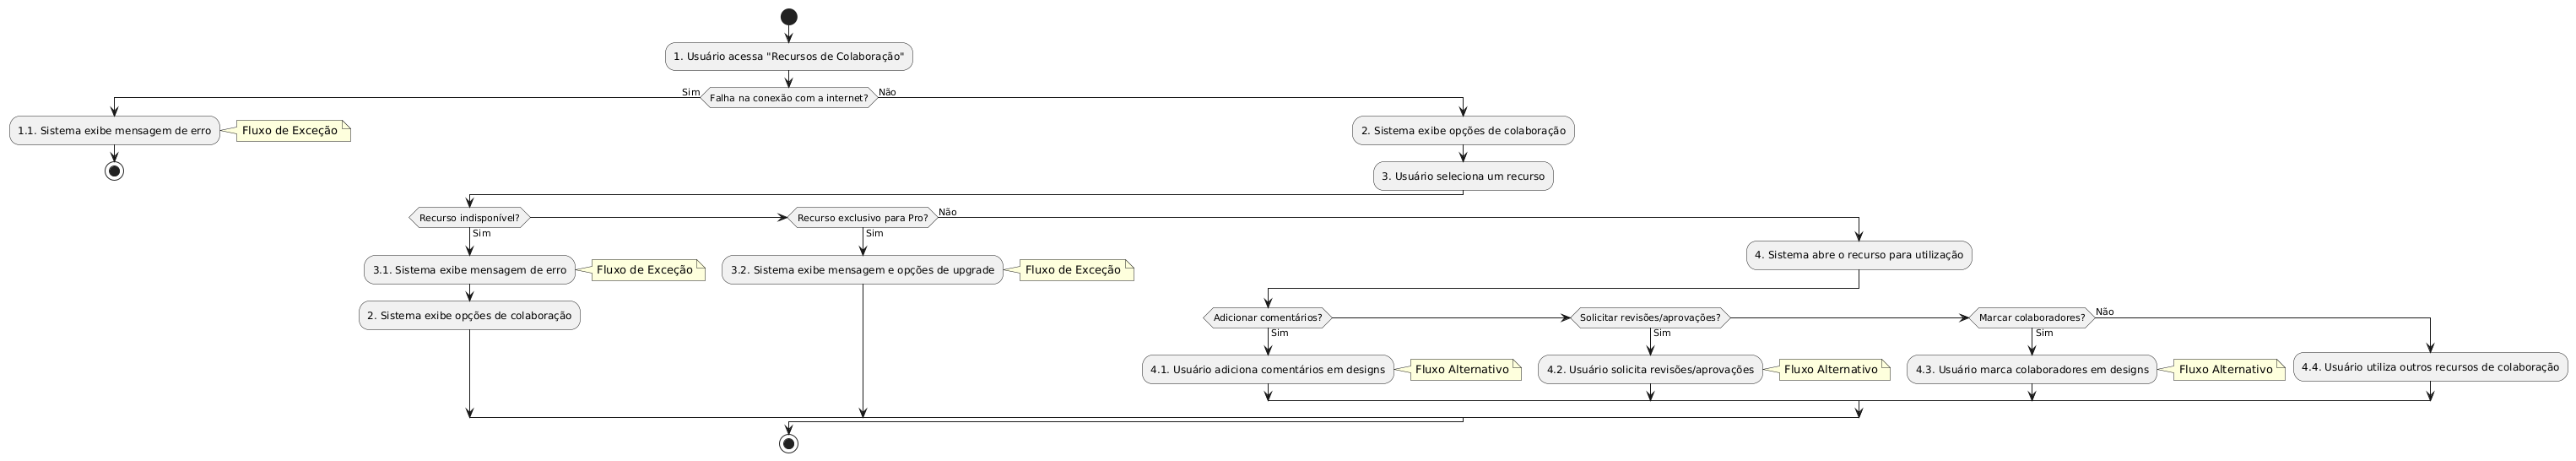 1. Usuário acessa "Recursos de Colaboração"
Sim
Falha na conexão com a internet?
Não
1.1. Sistema exibe mensagem de erro
Fluxo de Exceção
2. Sistema exibe opções de colaboração
3. Usuário seleciona um recurso
Recurso indisponível?
Sim
Recurso exclusivo para Pro?
Não
Sim
3.1. Sistema exibe mensagem de erro
Fluxo de Exceção
2. Sistema exibe opções de colaboração
3.2. Sistema exibe mensagem e opções de upgrade
Fluxo de Exceção
4. Sistema abre o recurso para utilização
Adicionar comentários?
Sim
Solicitar revisões/aprovações?
Sim
Marcar colaboradores?
Não
Sim
4.1. Usuário adiciona comentários em designs
Fluxo Alternativo
4.2. Usuário solicita revisões/aprovações
Fluxo Alternativo
4.3. Usuário marca colaboradores em designs
Fluxo Alternativo
4.4. Usuário utiliza outros recursos de colaboração